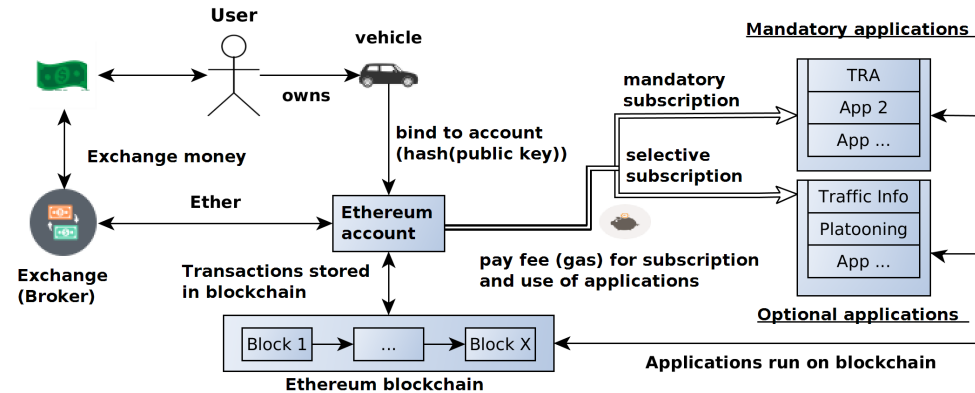 User
Mandatory applications
vehicle
mandatory
subscription
TRA
App 2
App ...
owns
bind to account
(hash(public key))
Exchange money
selective
subscription
Traffic Info
Platooning
App ...
Ether
Ethereum
account
Exchange
(Broker)
Transactions stored
in blockchain
pay fee (gas) for subscription
and use of applications
Optional applications
Block 1
...
Block X
Applications run on blockchain
Ethereum blockchain